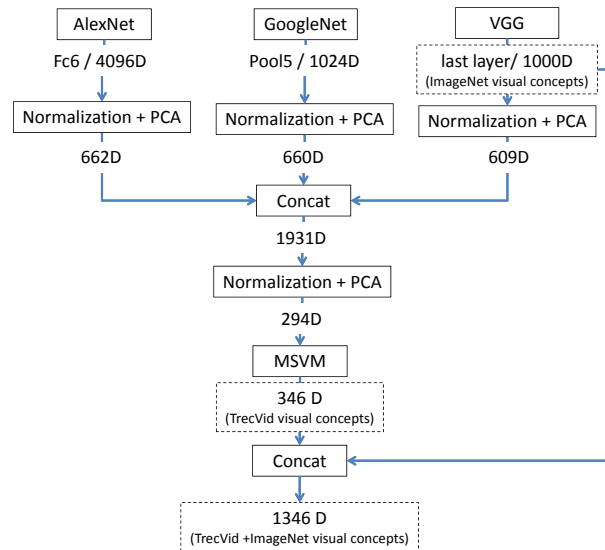 AlexNet
GoogleNet
VGG
Fc6 / 4096D
Pool5 / 1024D
last layer/ 1000D
(ImageNet visual concepts)
Normalization + PCA
Normalization + PCA
Normalization + PCA
662D
660D
609D
Concat
1931D
Normalization + PCA
294D
MSVM
346 D
(TrecVid visual concepts)
Concat
1346 D
(TrecVid +ImageNet visual concepts)